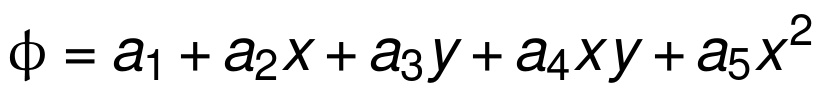 ϕ = a₁ + a₂x + a₃y + a₄xy + a₅x²